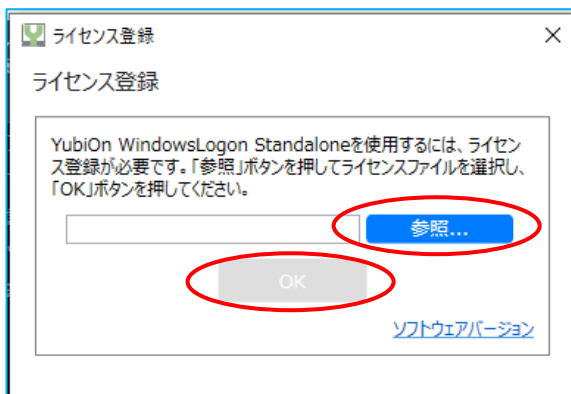 ライセンス登録
ライセンス登録
YubiOn WindowsLogon Standaloneを使用するには、ライセン
ス登録が必要です。「参照」ボタンを押してライセンスファイルを選択し、
「OK」ボタンを押してください。
参照...
OK
ソフトウェアバージョン